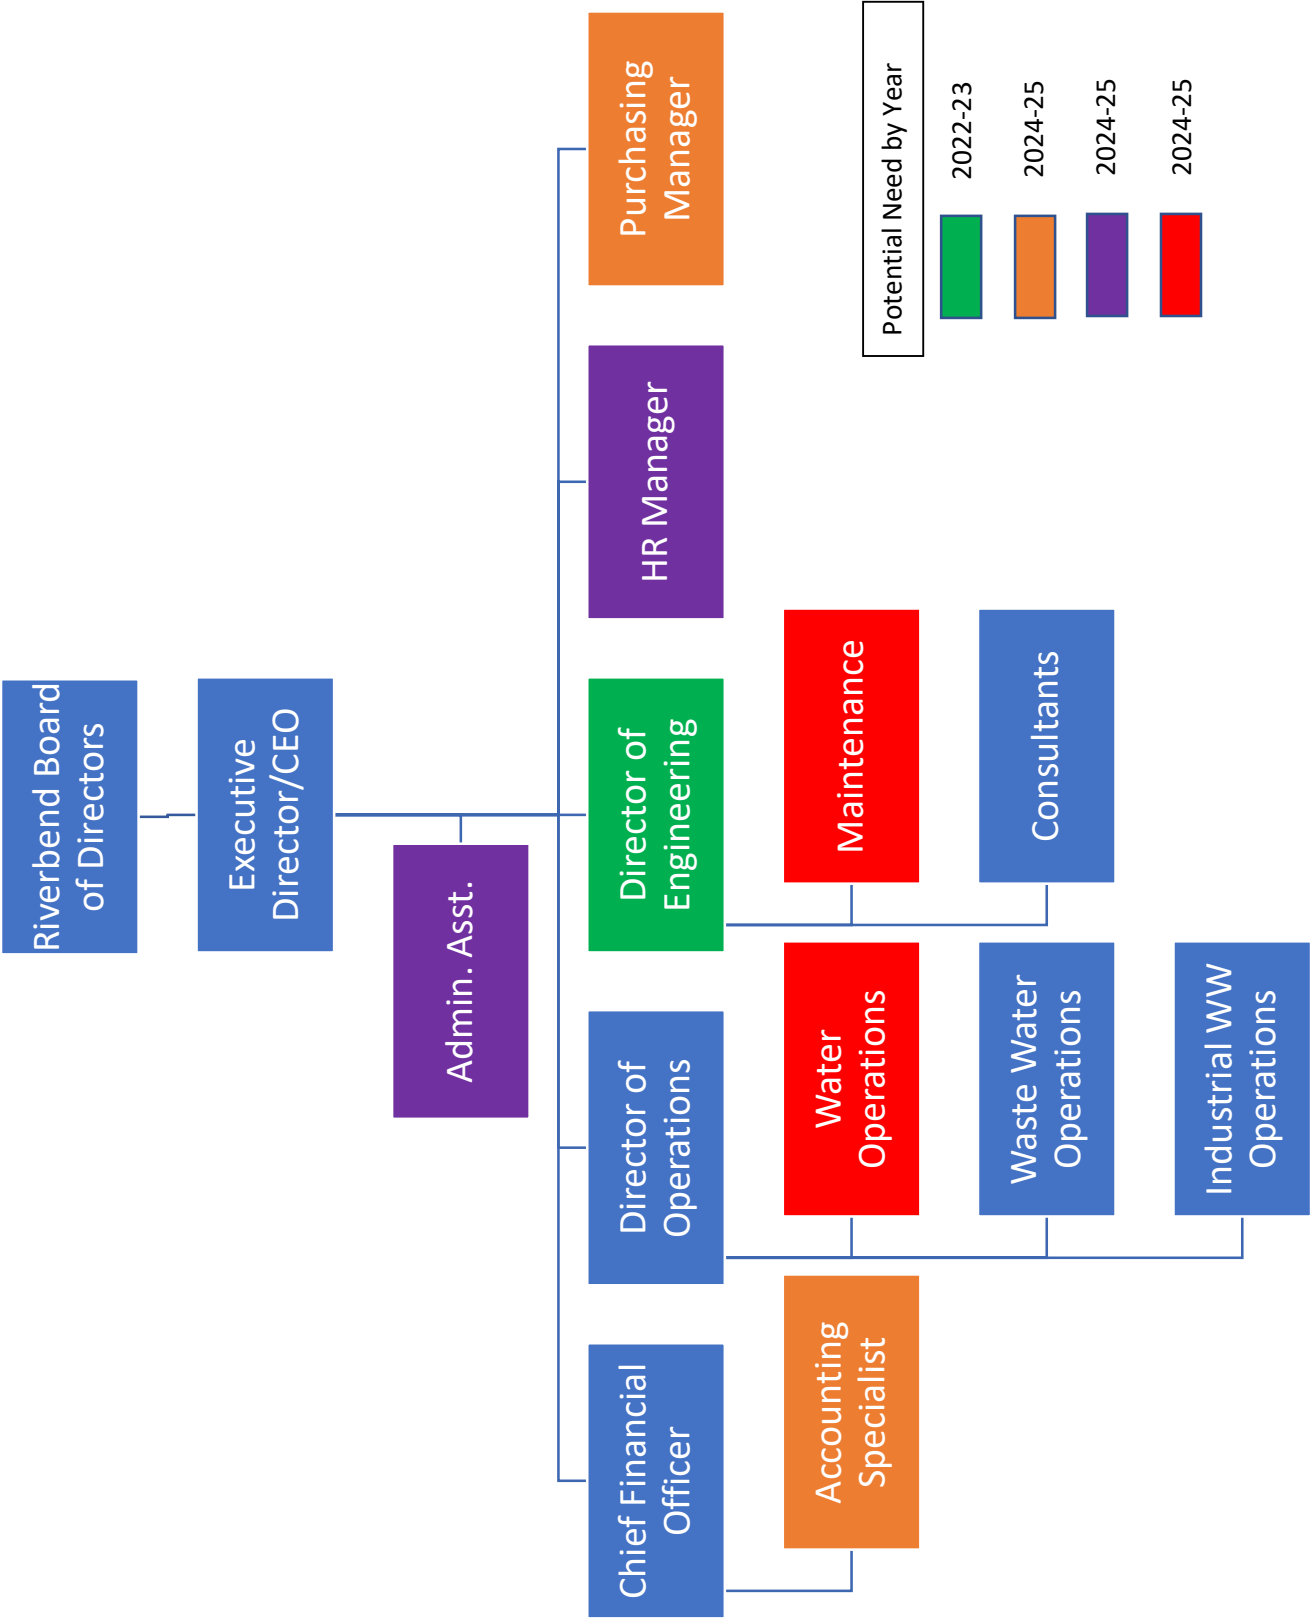 Riverbend Board
of Directors
Executive
Director/CEO
Admin. Asst.
Chief Financial
Officer
Director of
Operations
Director of
Engineering
HR Manager
Purchasing
Manager
Accounting
Specialist
Water
Operations
Maintenance
Waste Water
Operations
Consultants
Industrial WW
Operations
Potential Need by Year
2022-23
2024-25
2024-25
2024-25